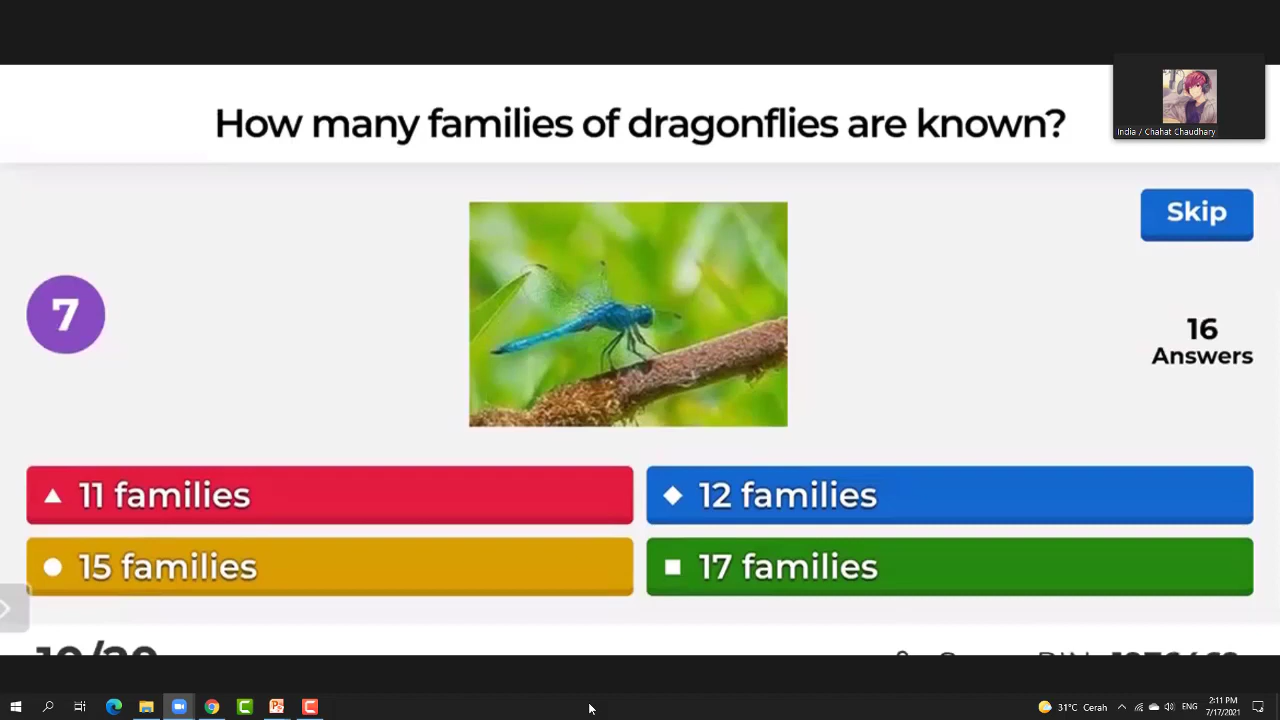 How many families of dragonflies are known?
India / Chahat Chaudhary
Skip
7
16
Answers
11 families
12 families
15 families
17 families
31°C Cerah
ENG
2:11 PM
7/17/2021